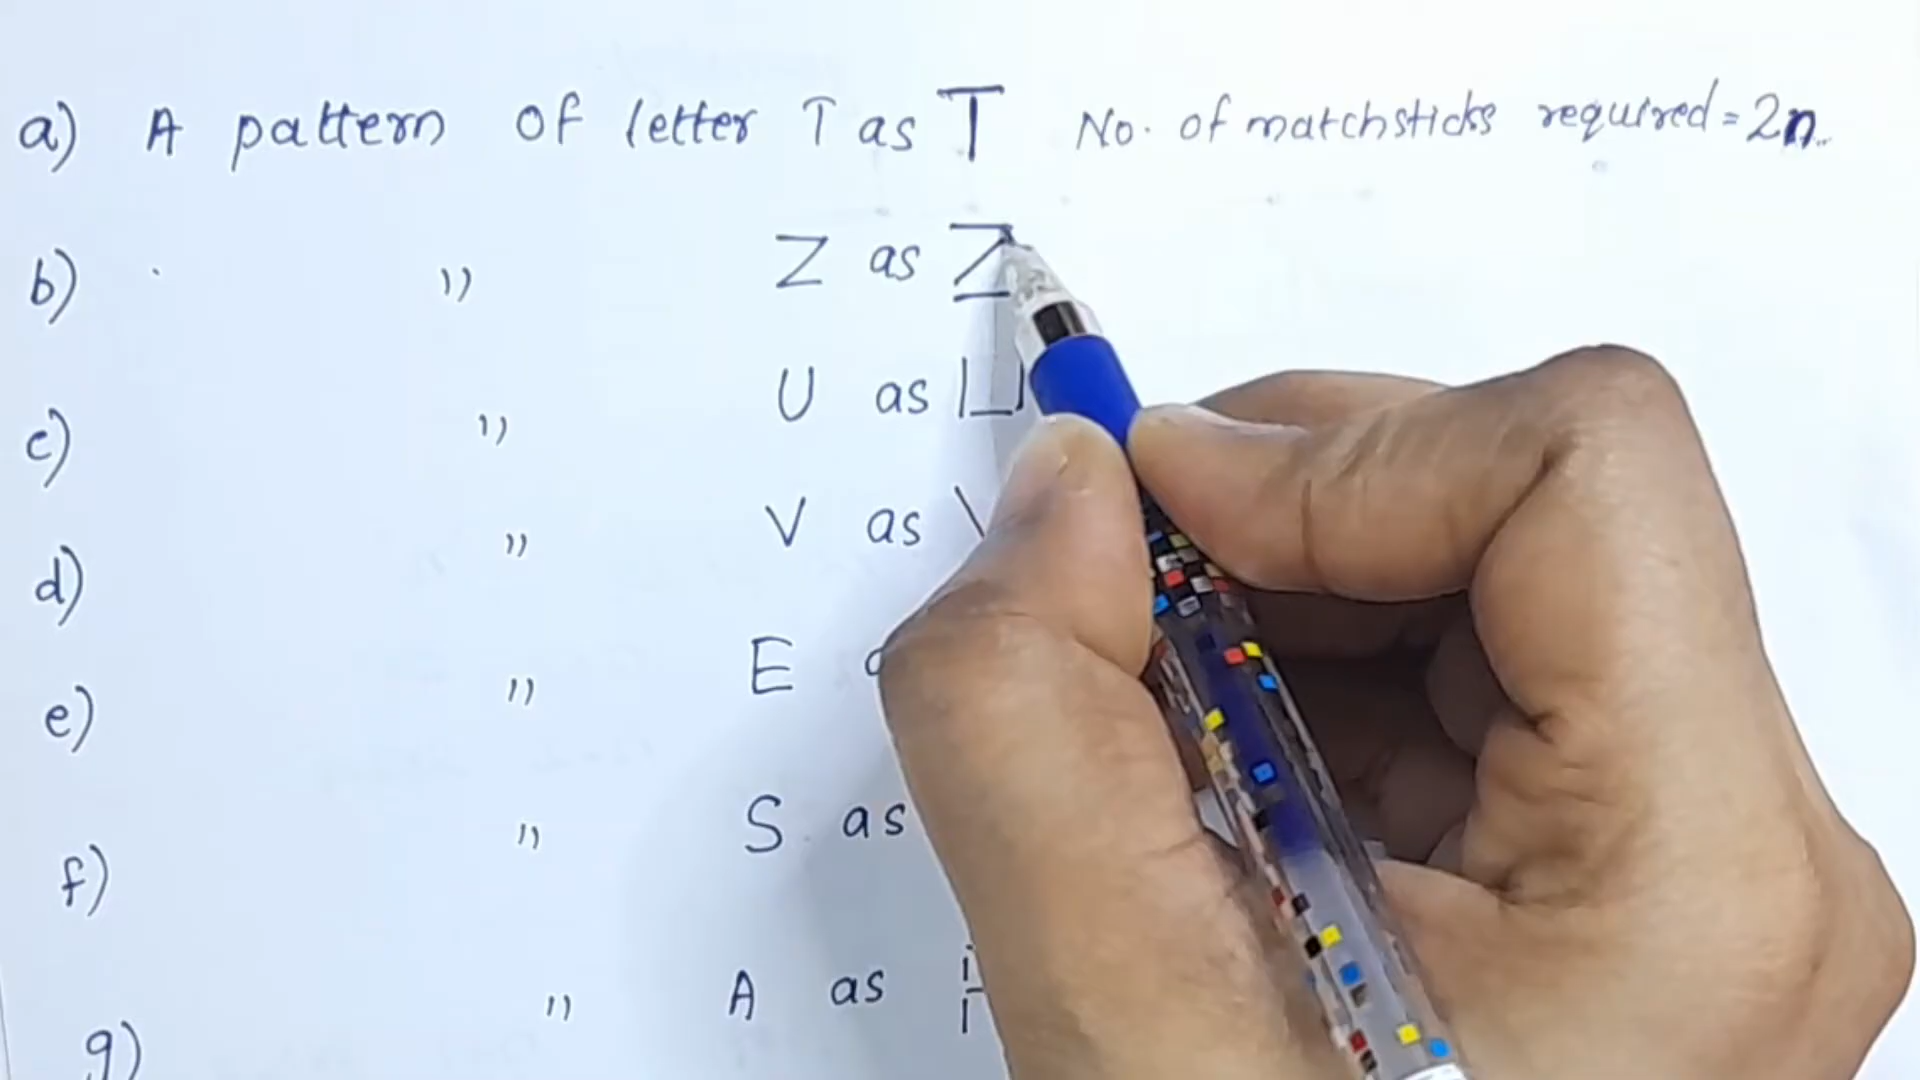 a) A pattern of letter T as T No. of matchsticks required = 2n.
b) " Z as Z
c) " U as U
d) " V as
e) " E
f) " S as
g) " A as